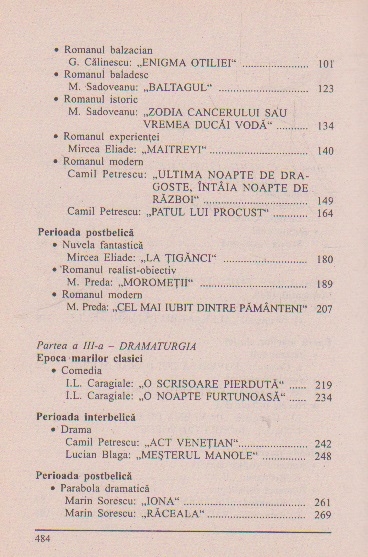 • Romanul balzacian
G. Călinescu: „ENIGMA OTILIEI“ ........................ 101
• Romanul baladesc
M. Sadoveanu: „BALTAGUL“ ........................ 123
• Romanul istoric
M. Sadoveanu: „ZODIA CANCERULUI SAU
VREMEA DUCĂI VODĂ“ ........... 134
• Romanul experienței
Mircea Eliade: „MAITREYI“ ........................ 140
• Romanul modern
Camil Petrescu: „ULTIMA NOAPTE DE DRA-
GOSTE, ÎNTÂIA NOAPTE DE
RĂZBOI“ ........................ 149
Camil Petrescu: „PATUL LUI PROCUST“ ............ 164
Perioada postbelică
• Nuvela fantastică
Mircea Eliade: „LA ȚIGĂNCI“ ........................ 180
• Romanul realist-obiectiv
M. Preda: „MOROMEȚII“ ........................ 189
• Romanul modern
M. Preda: „CEL MAI IUBIT DINTRE PĂMÂNTENI“ 207
Partea a III-a – DRAMATURGIA
Epoca marilor clasici
• Comedia
I.L. Caragiale: „O SCRISOARE PIERDUTĂ“ ...... 219
I.L. Caragiale: „O NOAPTE FURTUNOASĂ“ ...... 234
Perioada interbelică
• Drama
Camil Petrescu: „ACT VENEȚIAN“........................ 242
Lucian Blaga: „MEȘTERUL MANOLE“ ............... 248
Perioada postbelică
• Parabola dramatică
Marin Sorescu: „IONA“ ........................ 261
Marin Sorescu: „RĂCEALA“ ........................ 269
484